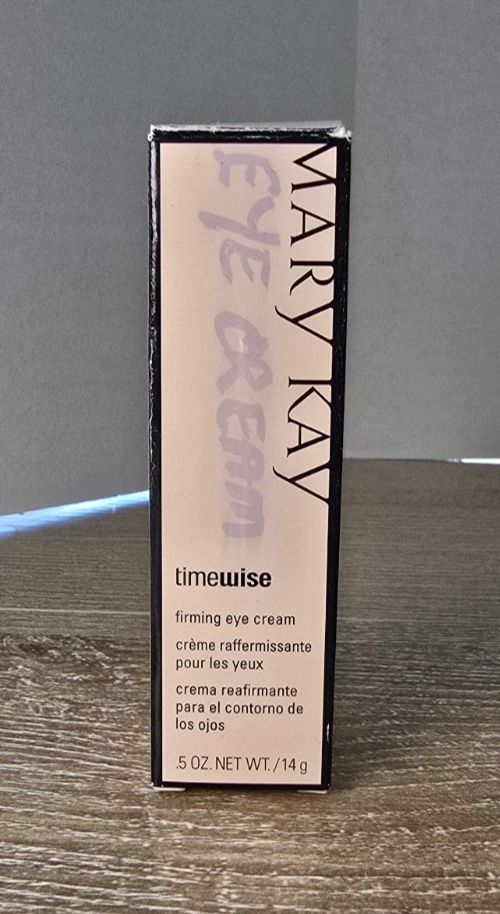 MARY KAY
EYE CREAM
timewise
firming eye cream
crème raffermissante
pour les yeux
crema reafirmante
para el contorno de
los ojos
.5 OZ. NET WT. / 14 g